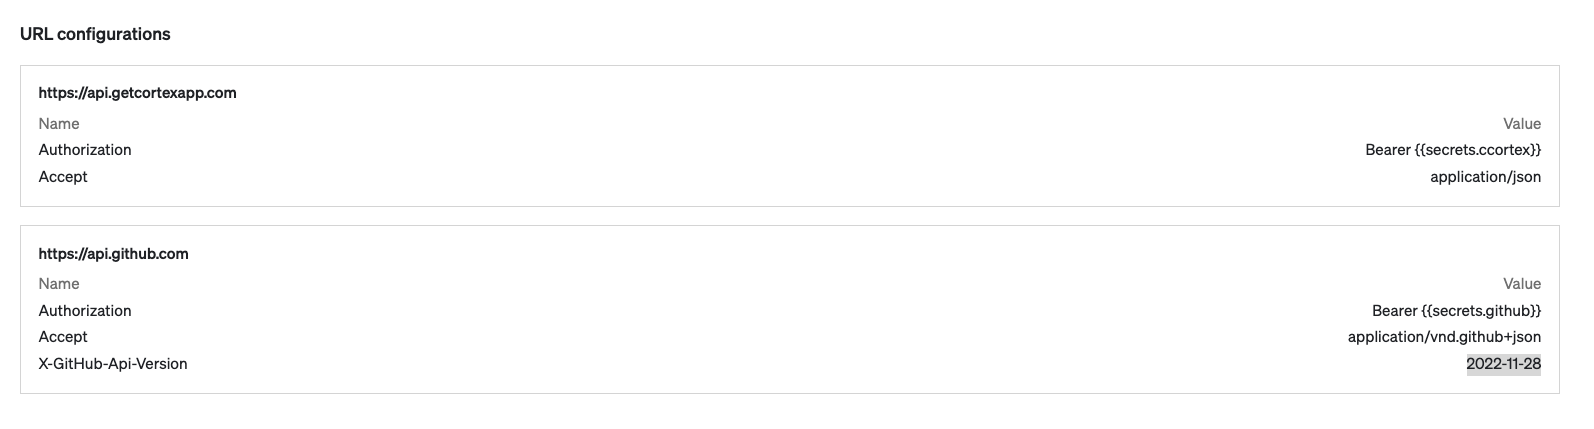 URL configurations
https://api.getcortexapp.com
Name Value
Authorization Bearer {{secrets.ccortex}}
Accept application/json
https://api.github.com
Name Value
Authorization Bearer {{secrets.github}}
Accept application/vnd.github+json
X-GitHub-Api-Version 2022-11-28